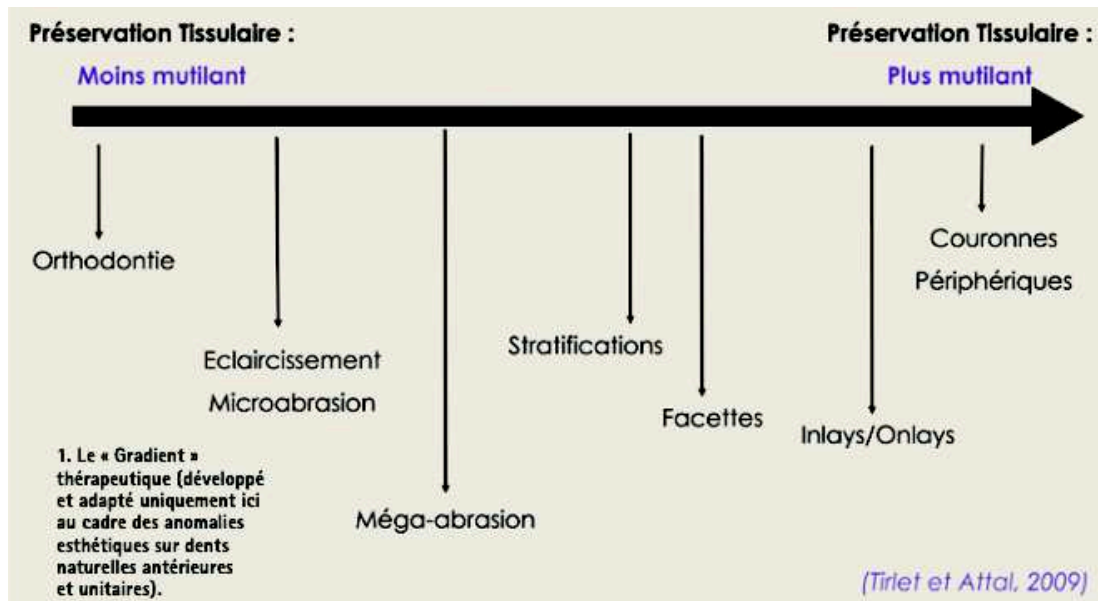 Préservation Tissulaire :
Moins mutilant
Préservation Tissulaire :
Plus mutilant
Orthodontie
Eclaircissement
Microabrasion
Méga-abrasion
Stratifications
Facettes
Inlays/Onlays
Couronnes
Périphériques
1. Le « Gradient »
thérapeutique (développé
et adapté uniquement ici
au cadre des anomalies
esthétiques sur dents
naturelles antérieures
et unitaires).
(Tirlet et Attal, 2009)